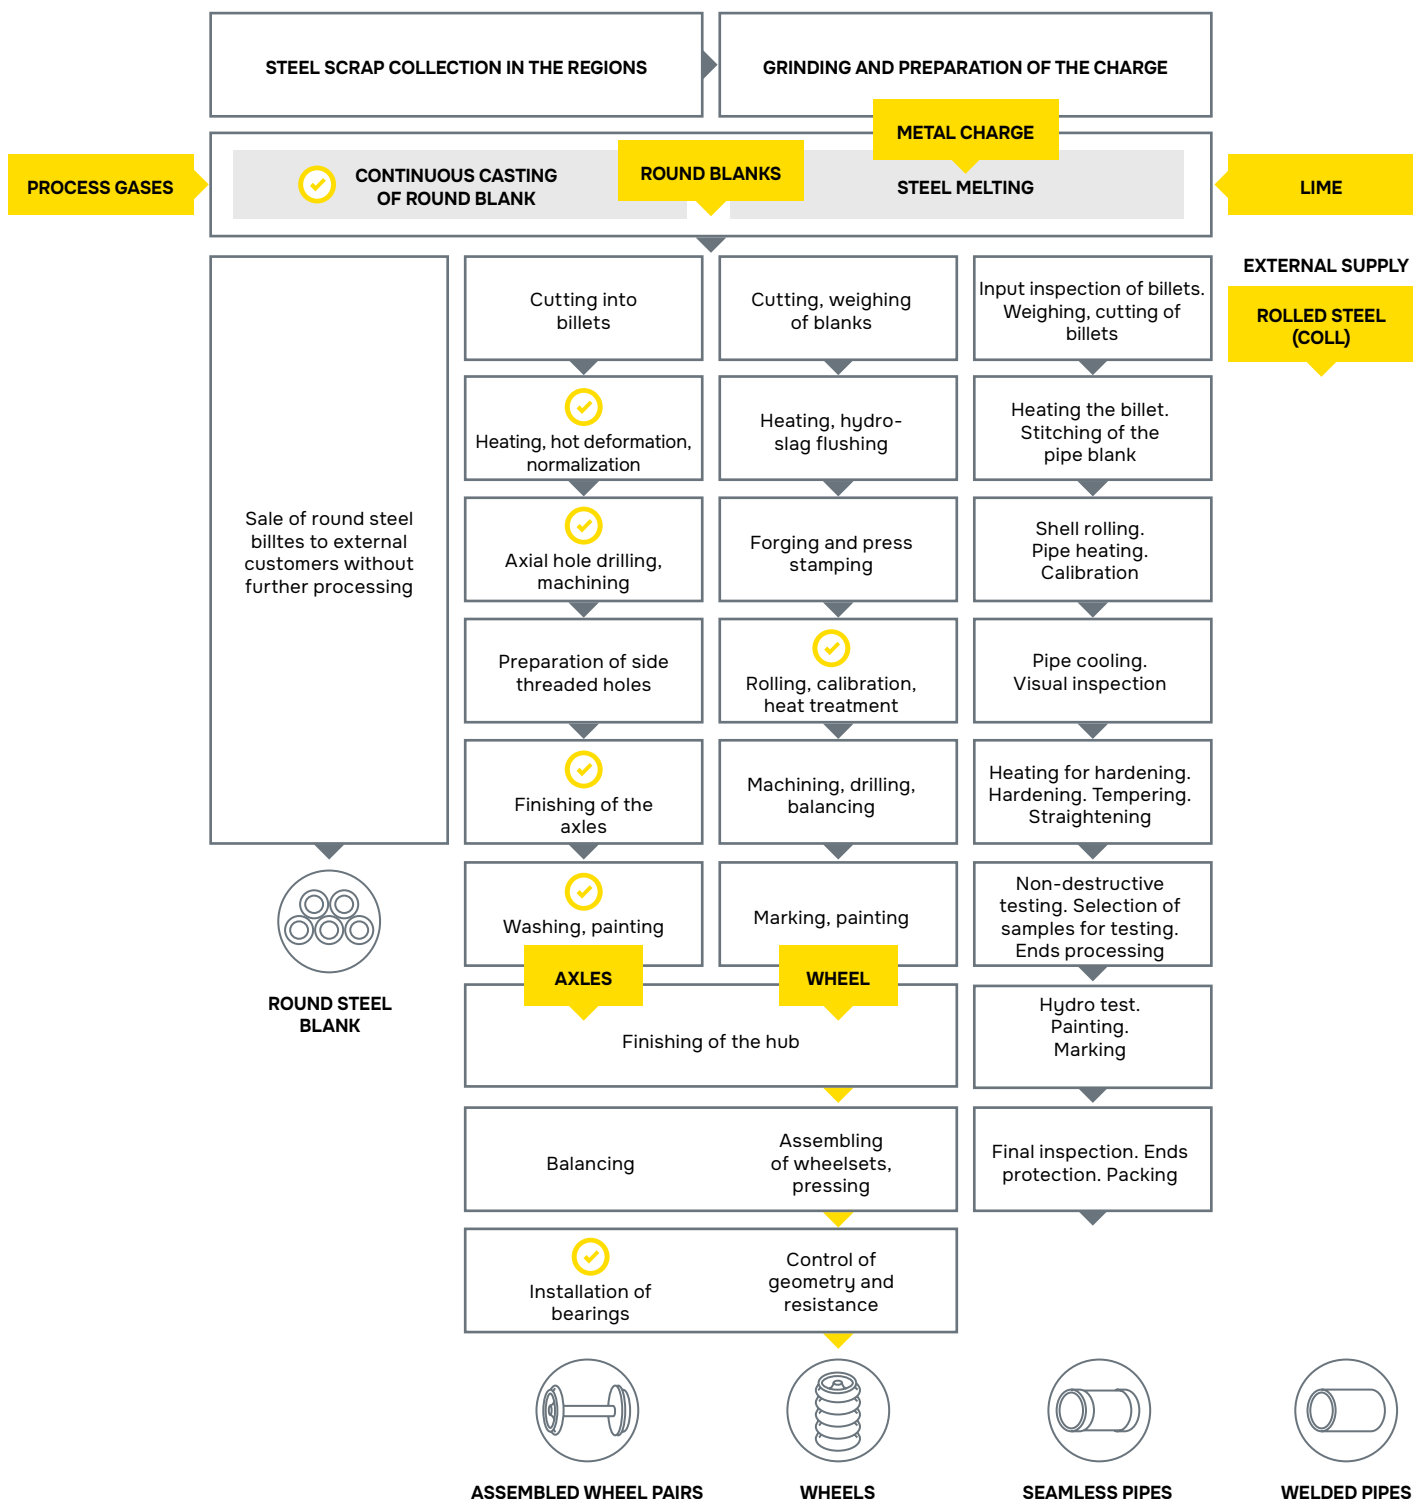 STEEL SCRAP COLLECTION IN THE REGIONS
GRINDING AND PREPARATION OF THE CHARGE
METAL CHARGE
PROCESS GASES
CONTINUOUS CASTING
OF ROUND BLANK
ROUND BLANKS
STEEL MELTING
LIME
EXTERNAL SUPPLY
ROLLED STEEL
(COLL)
Sale of round steel
billtes to external
customers without
further processing
ROUND STEEL
BLANK
Cutting into
billets
Heating, hot deformation,
normalization
Axial hole drilling,
machining
Preparation of side
threaded holes
Finishing of the
axles
Washing, painting
AXLES
Cutting, weighing
of blanks
Heating, hydro-
slag flushing
Forging and press
stamping
Rolling, calibration,
heat treatment
Machining, drilling,
balancing
Marking, painting
WHEEL
Finishing of the hub
Balancing
Assembling
of wheelsets,
pressing
Installation of
bearings
Control of
geometry and
resistance
Input inspection of billets.
Weighing, cutting of
billets
Heating the billet.
Stitching of the
pipe blank
Shell rolling.
Pipe heating.
Calibration
Pipe cooling.
Visual inspection
Heating for hardening.
Hardening. Tempering.
Straightening
Non-destructive
testing. Selection of
samples for testing.
Ends processing
Hydro test.
Painting.
Marking
Final inspection. Ends
protection. Packing
ASSEMBLED WHEEL PAIRS
WHEELS
SEAMLESS PIPES
WELDED PIPES